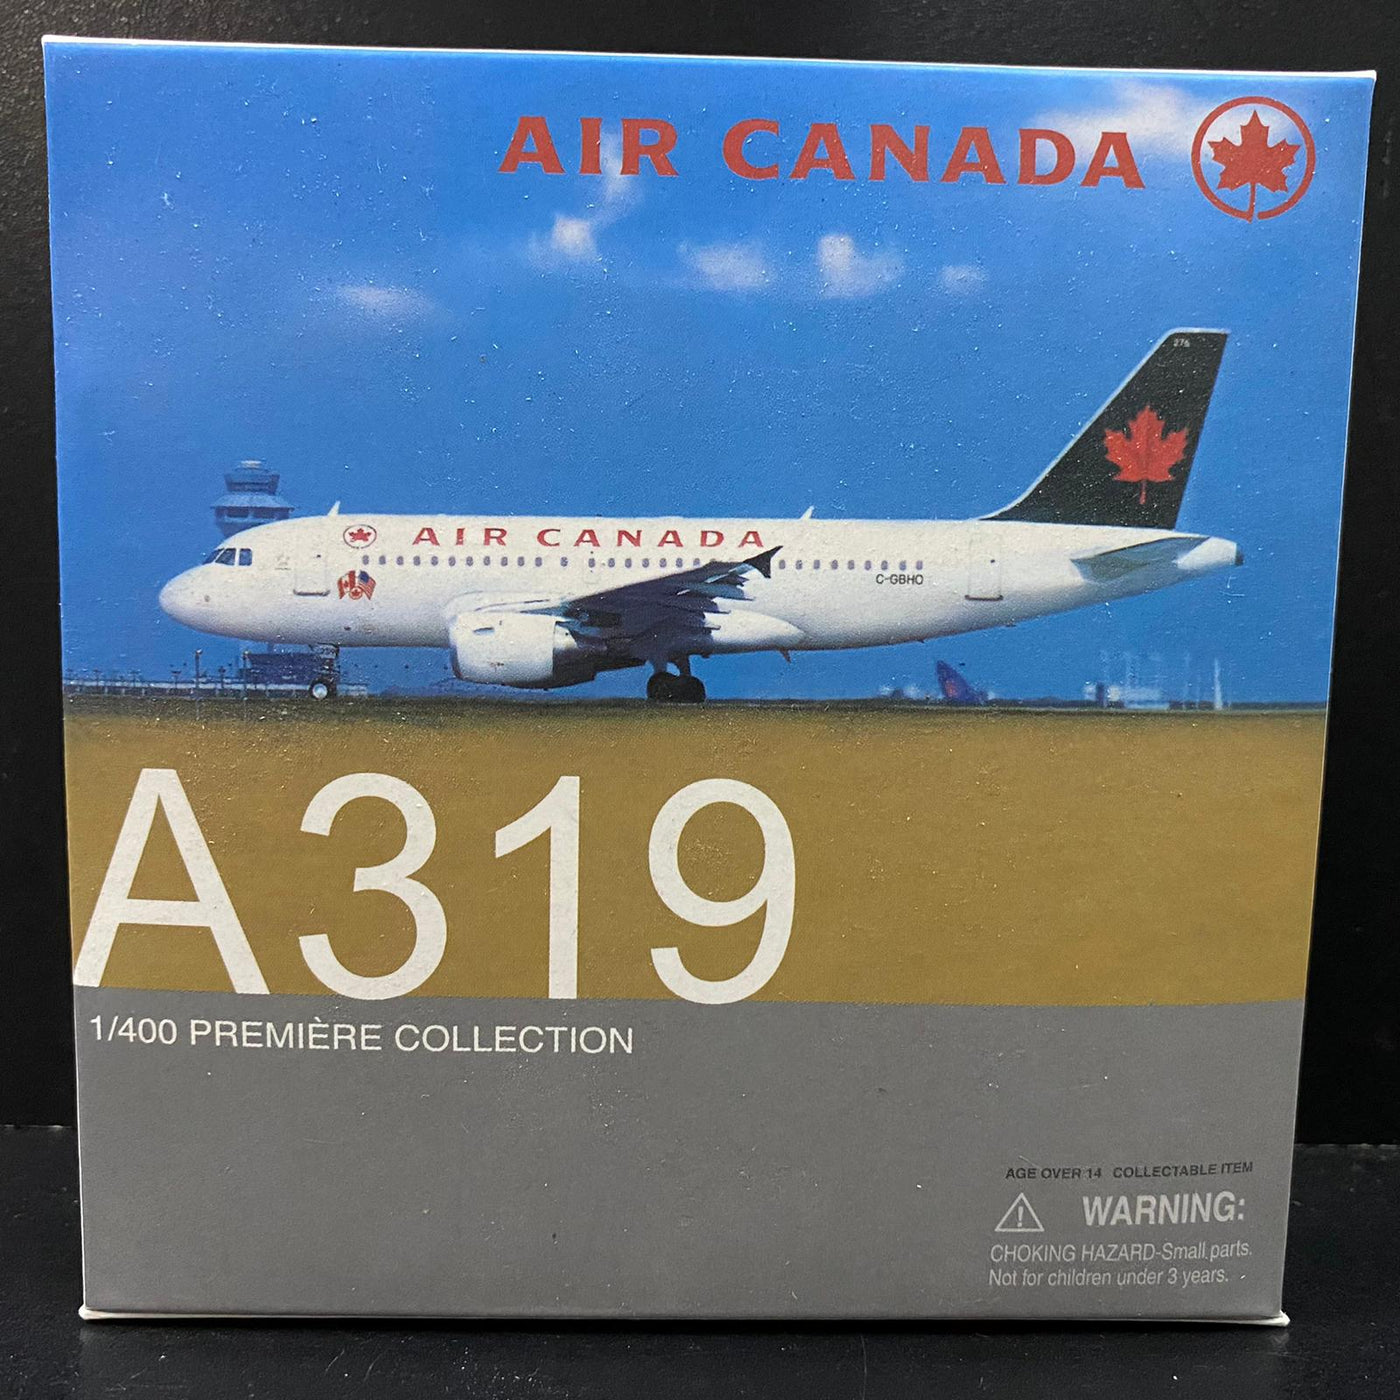 AIR CANADA
276
AIR CANADA
C-GBHO
A319
1/400 PREMIÈRE COLLECTION
AGE OVER 14 COLLECTABLE ITEM
WARNING:
CHOKING HAZARD-Small parts.
Not for children under 3 years.